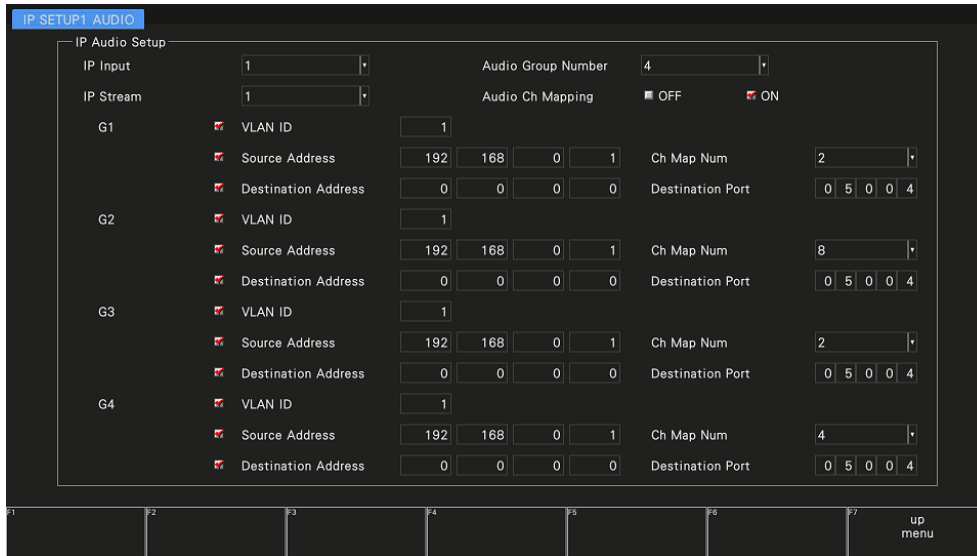 IP SETUP1 AUDIO
IP Audio Setup
IP Input 1 Audio Group Number 4
IP Stream 1 Audio Ch Mapping OFF ON
G1 VLAN ID 1
Source Address 192 168 0 1 Ch Map Num 2
Destination Address 0 0 0 0 Destination Port 0 5 0 0 4
G2 VLAN ID 1
Source Address 192 168 0 1 Ch Map Num 8
Destination Address 0 0 0 0 Destination Port 0 5 0 0 4
G3 VLAN ID 1
Source Address 192 168 0 1 Ch Map Num 2
Destination Address 0 0 0 0 Destination Port 0 5 0 0 4
G4 VLAN ID 1
Source Address 192 168 0 1 Ch Map Num 4
Destination Address 0 0 0 0 Destination Port 0 5 0 0 4
F1 F2 F3 F4 F5 F6 F7
up
menu